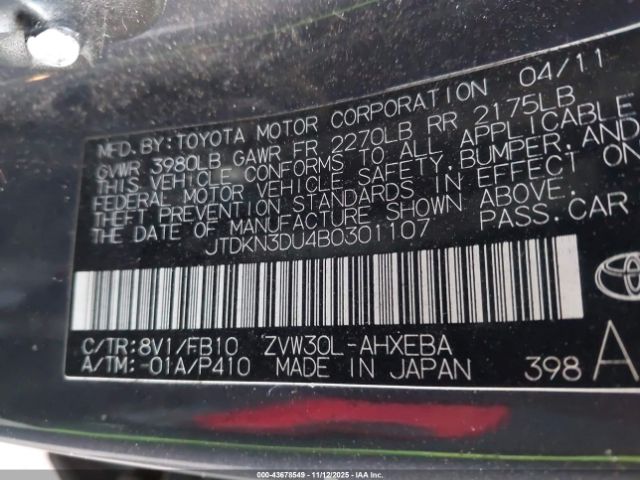 MFD. BY: TOYOTA MOTOR CORPORATION 04/11
GVWR 3980LB GAWR FR 2270LB RR 2175LB
THIS VEHICLE CONFORMS TO ALL APPLICABLE
FEDERAL MOTOR VEHICLE SAFETY, BUMPER, AND
THEFT PREVENTION STANDARDS IN EFFECT ON
THE DATE OF MANUFACTURE SHOWN ABOVE.
JTDKN3DU4B0301107 PASS. CAR
C/TR: 8V1/FB10 ZVW30L-AHXEBA
A/TM: -01A/P410 MADE IN JAPAN 398 A
000-43678549 - 11/12/2025 - IAA Inc.